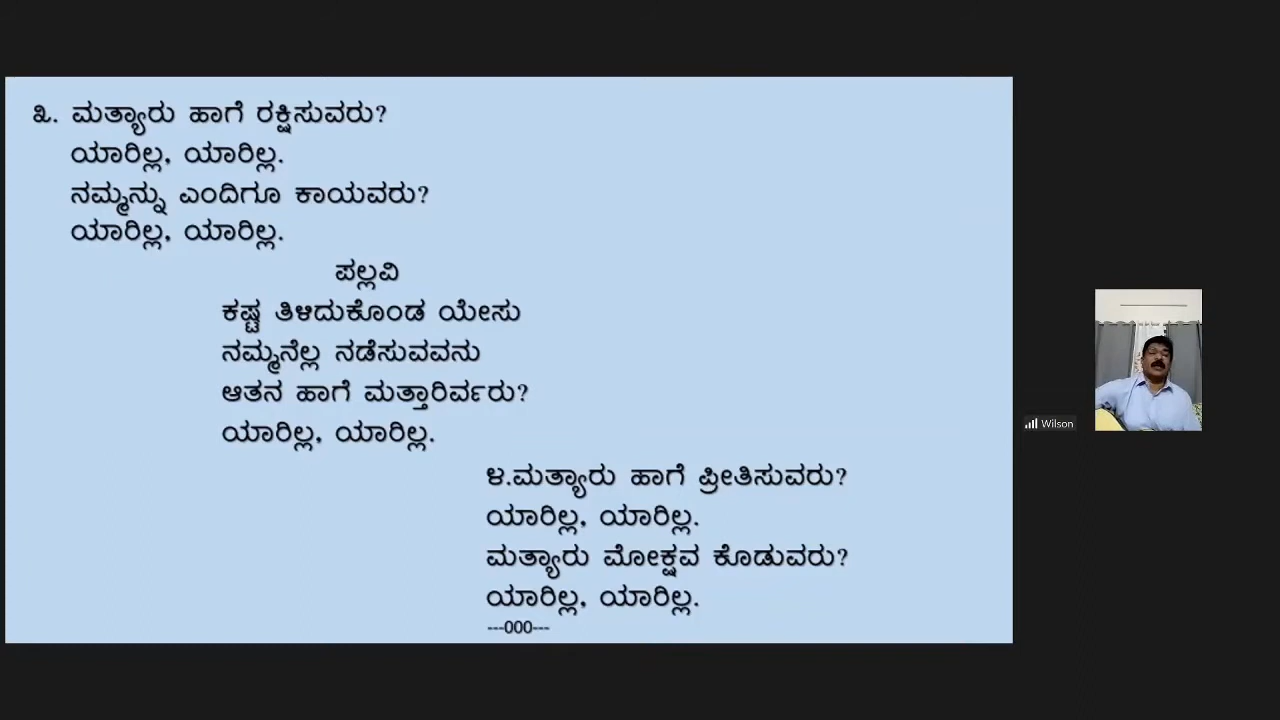 ೩. ಮತ್ಯಾರು ಹಾಗೆ ರಕ್ಷಿಸುವರು?
ಯಾರಿಲ್ಲ, ಯಾರಿಲ್ಲ.
ನಮ್ಮನ್ನು ಎಂದಿಗೂ ಕಾಯವರು?
ಯಾರಿಲ್ಲ, ಯಾರಿಲ್ಲ.
ಪಲ್ಲವಿ
ಕಷ್ಟ ತಿಳಿದುಕೊಂಡ ಯೇಸು
ನಮ್ಮನೆಲ್ಲ ನಡೆಸುವವನು
ಆತನ ಹಾಗೆ ಮತ್ತಾರಿರ್ವರು?
ಯಾರಿಲ್ಲ, ಯಾರಿಲ್ಲ.
೪.ಮತ್ಯಾರು ಹಾಗೆ ಪ್ರೀತಿಸುವರು?
ಯಾರಿಲ್ಲ, ಯಾರಿಲ್ಲ.
ಮತ್ಯಾರು ಮೋಕ್ಷವ ಕೊಡುವರು?
ಯಾರಿಲ್ಲ, ಯಾರಿಲ್ಲ.
---000---
Wilson